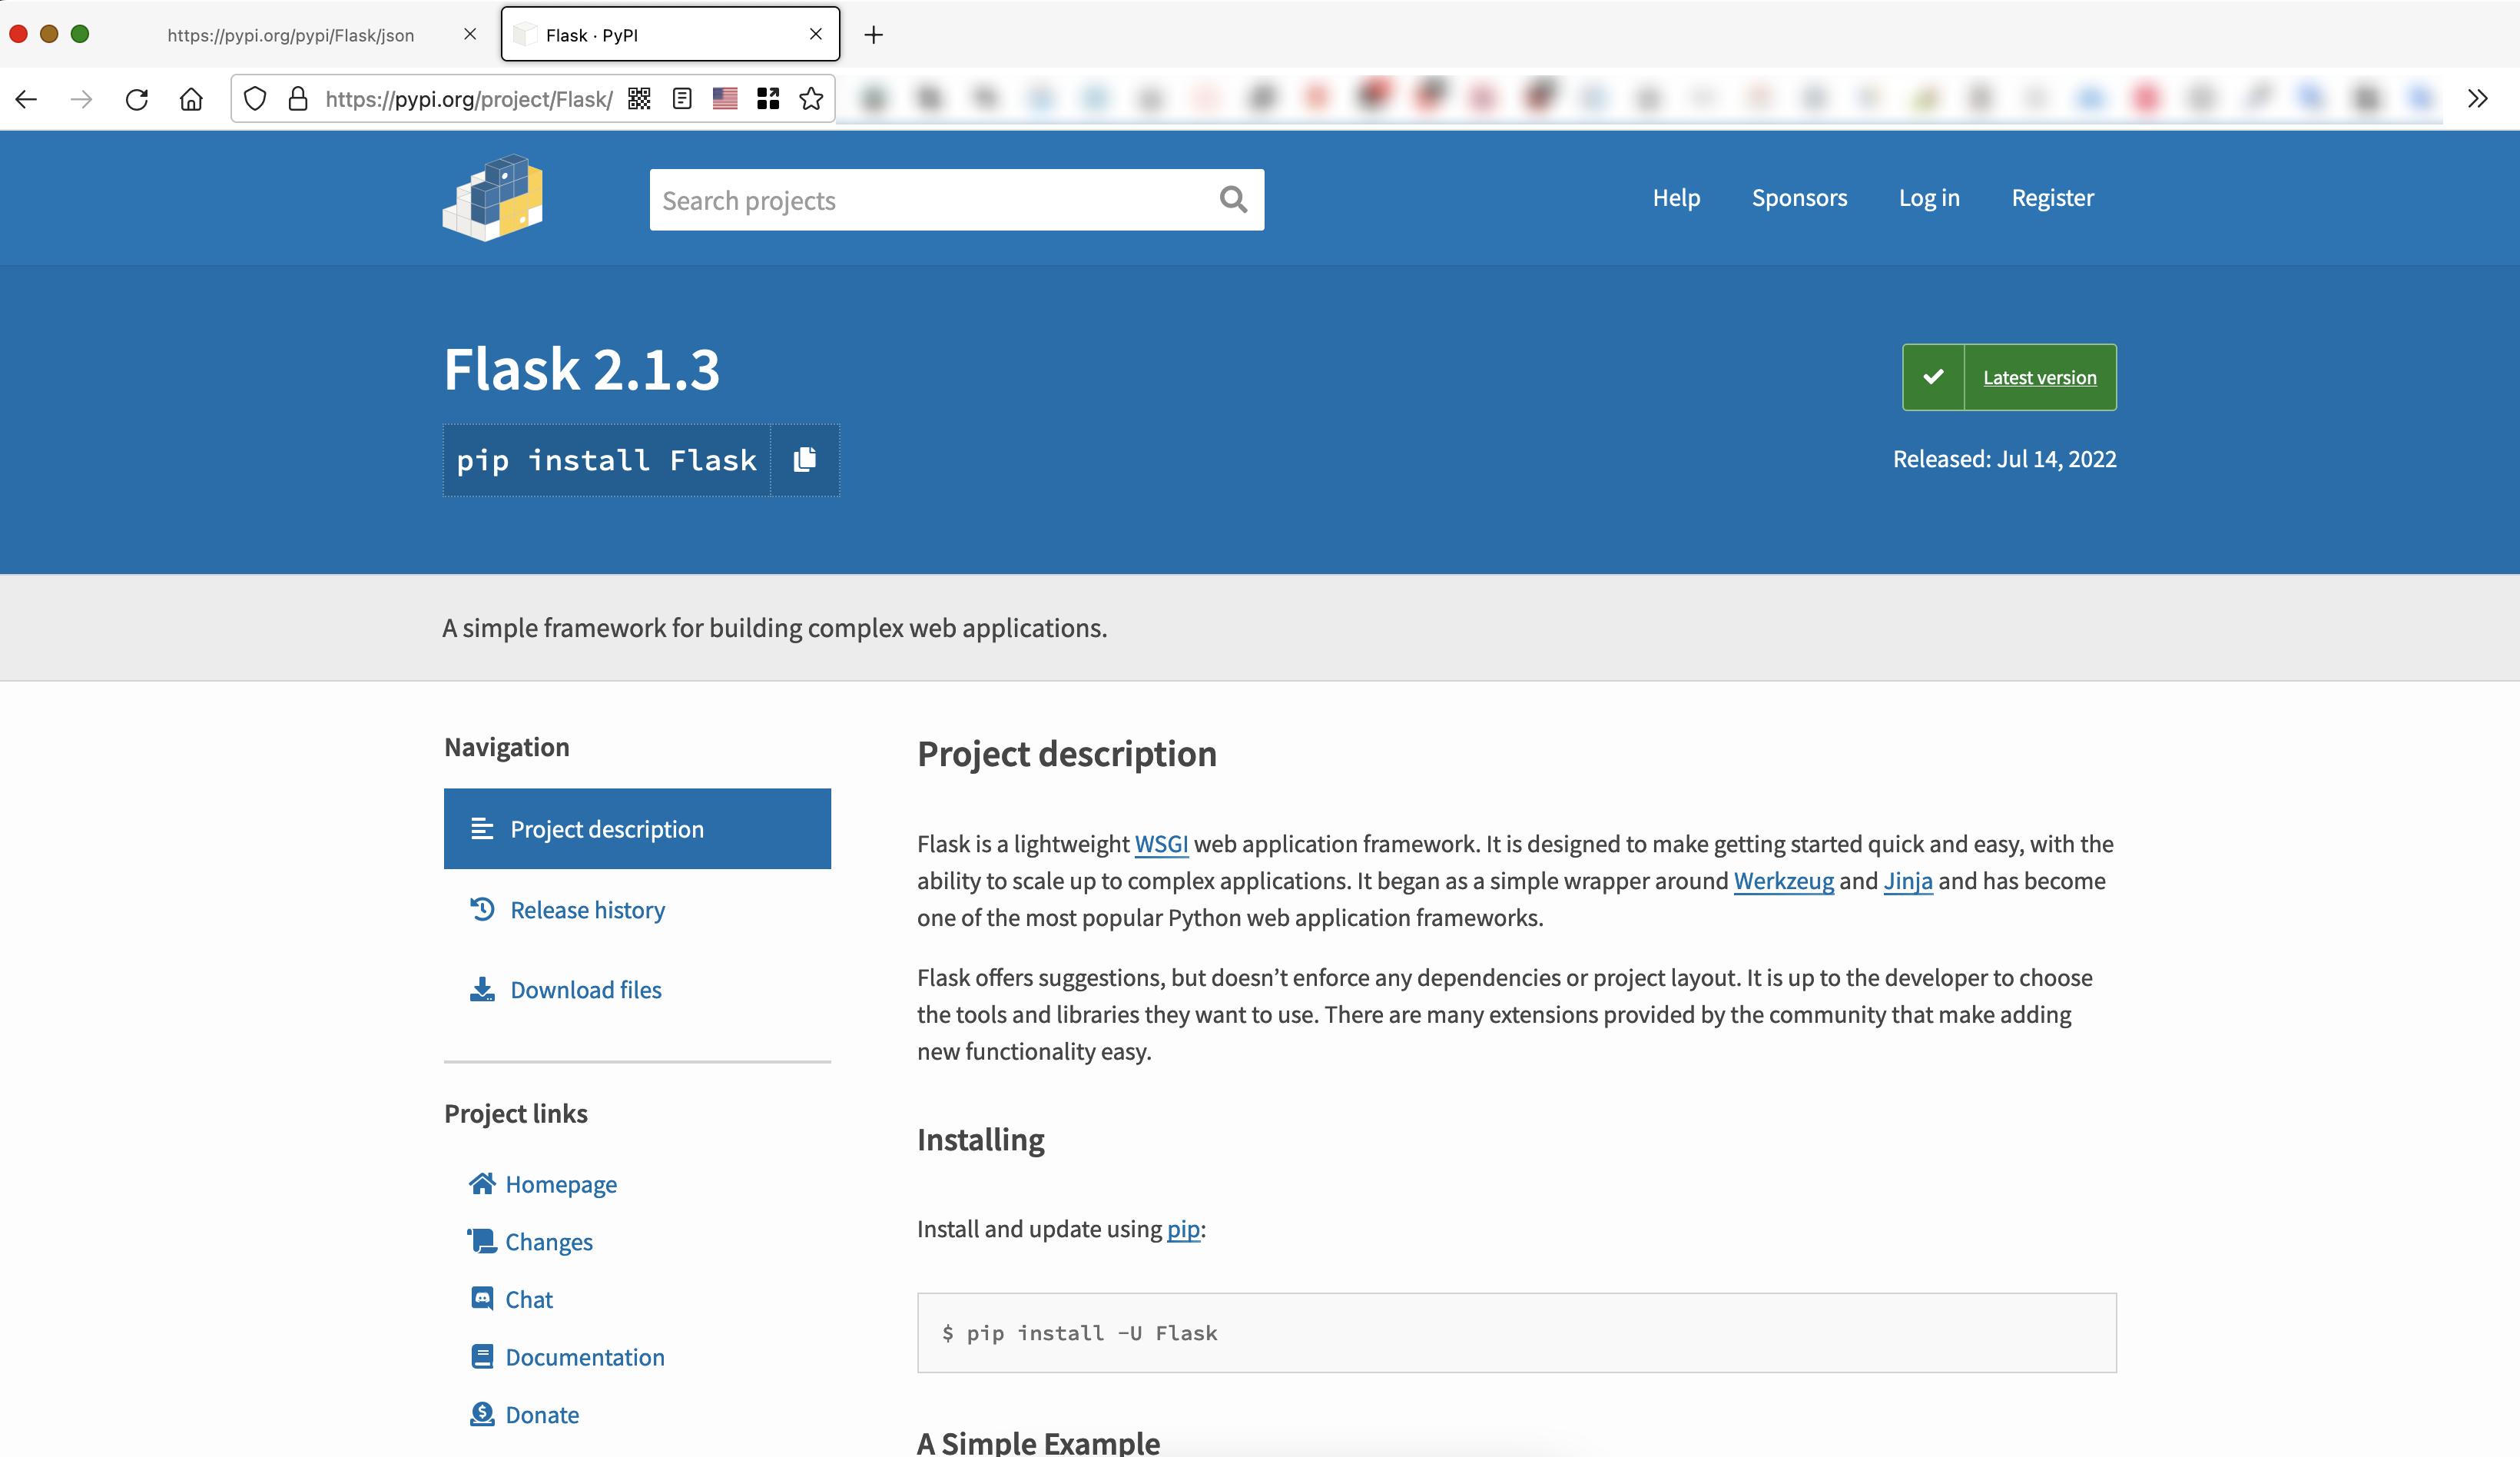 https://pypi.org/pypi/Flask/json
Flask · PyPI
https://pypi.org/project/Flask/
Search projects
Help
Sponsors
Log in
Register
Flask 2.1.3
pip install Flask
Latest version
Released: Jul 14, 2022
A simple framework for building complex web applications.
Navigation
Project description
Release history
Download files
Project links
Homepage
Changes
Chat
Documentation
Donate
Project description
Flask is a lightweight WSGI web application framework. It is designed to make getting started quick and easy, with the
ability to scale up to complex applications. It began as a simple wrapper around Werkzeug and Jinja and has become
one of the most popular Python web application frameworks.
Flask offers suggestions, but doesn’t enforce any dependencies or project layout. It is up to the developer to choose
the tools and libraries they want to use. There are many extensions provided by the community that make adding
new functionality easy.
Installing
Install and update using pip:
$ pip install -U Flask
A Simple Example